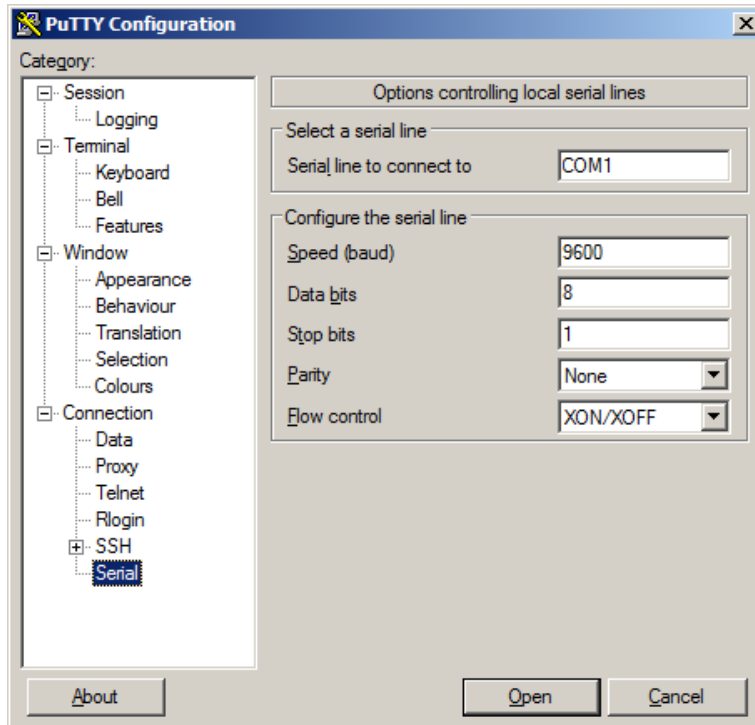 PuTTY Configuration
Category:
Session
Logging
Terminal
Keyboard
Bell
Features
Window
Appearance
Behaviour
Translation
Selection
Colours
Connection
Data
Proxy
Telnet
Rlogin
SSH
Serial
Options controlling local serial lines
Select a serial line
Serial line to connect to COM1
Configure the serial line
Speed (baud) 9600
Data bits 8
Stop bits 1
Parity None
Flow control XON/XOFF
About Open Cancel